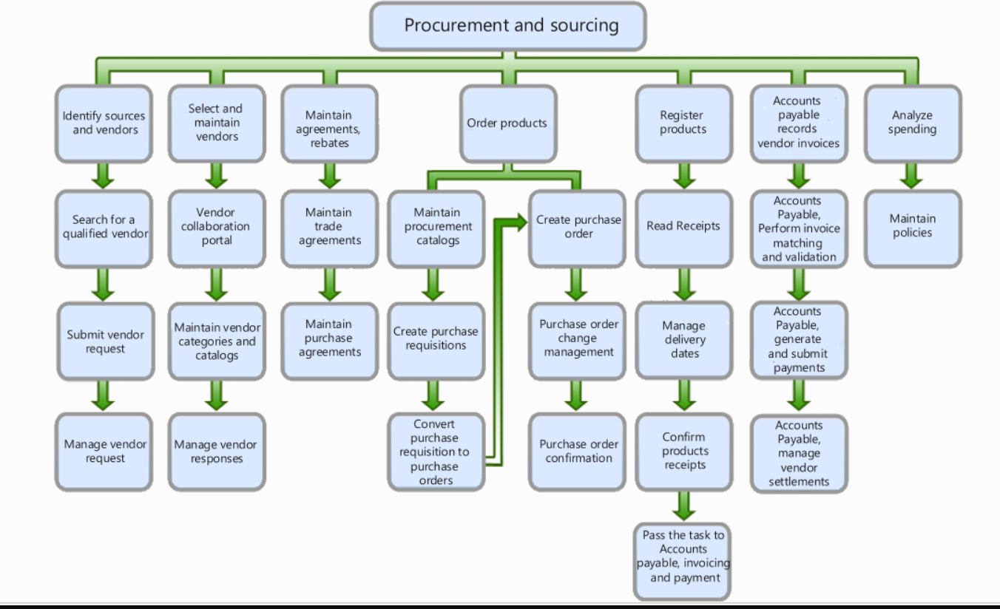 Procurement and sourcing
Identify sources
and vendors
Select and
maintain
vendors
Maintain
agreements,
rebates
Order products
Register
products
Accounts
payable
records
vendor invoices
Analyze
spending
Search for a
qualified vendor
Vendor
collaboration
portal
Maintain
trade
agreements
Maintain
procurement
catalogs
Create purchase
order
Read Receipts
Accounts
Payable,
Perform invoice
matching
and validation
Maintain
policies
Submit vendor
request
Maintain vendor
categories and
catalogs
Maintain
purchase
agreements
Create purchase
requisitions
Purchase order
change
management
Manage
delivery
dates
Accounts
Payable,
generate
and submit
payments
Manage vendor
request
Manage vendor
responses
Convert
purchase
requisition to
purchase
orders
Purchase order
confirmation
Confirm
products
receipts
Accounts
Payable,
manage
vendor
settlements
Pass the task to
Accounts
payable, invoicing
and payment